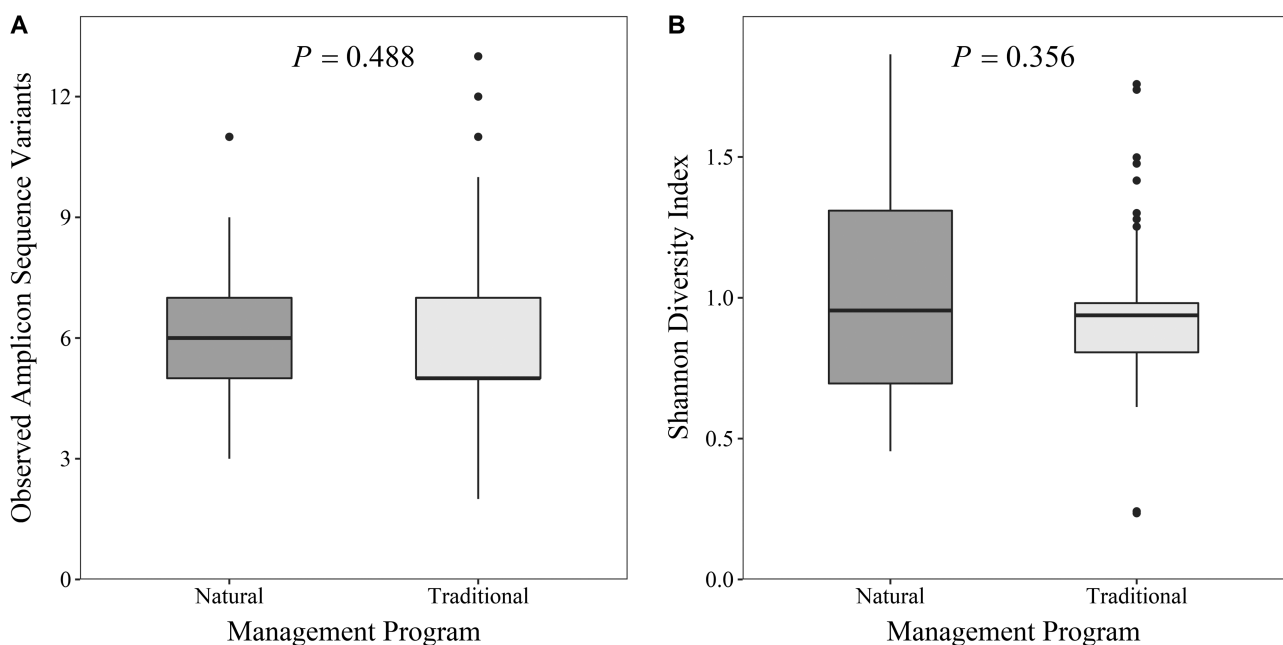 A
P = 0.488
Observed Amplicon Sequence Variants
12
9
6
3
0
Natural
Traditional
Management Program
B
P = 0.356
Shannon Diversity Index
1.5
1.0
0.5
0.0
Natural
Traditional
Management Program